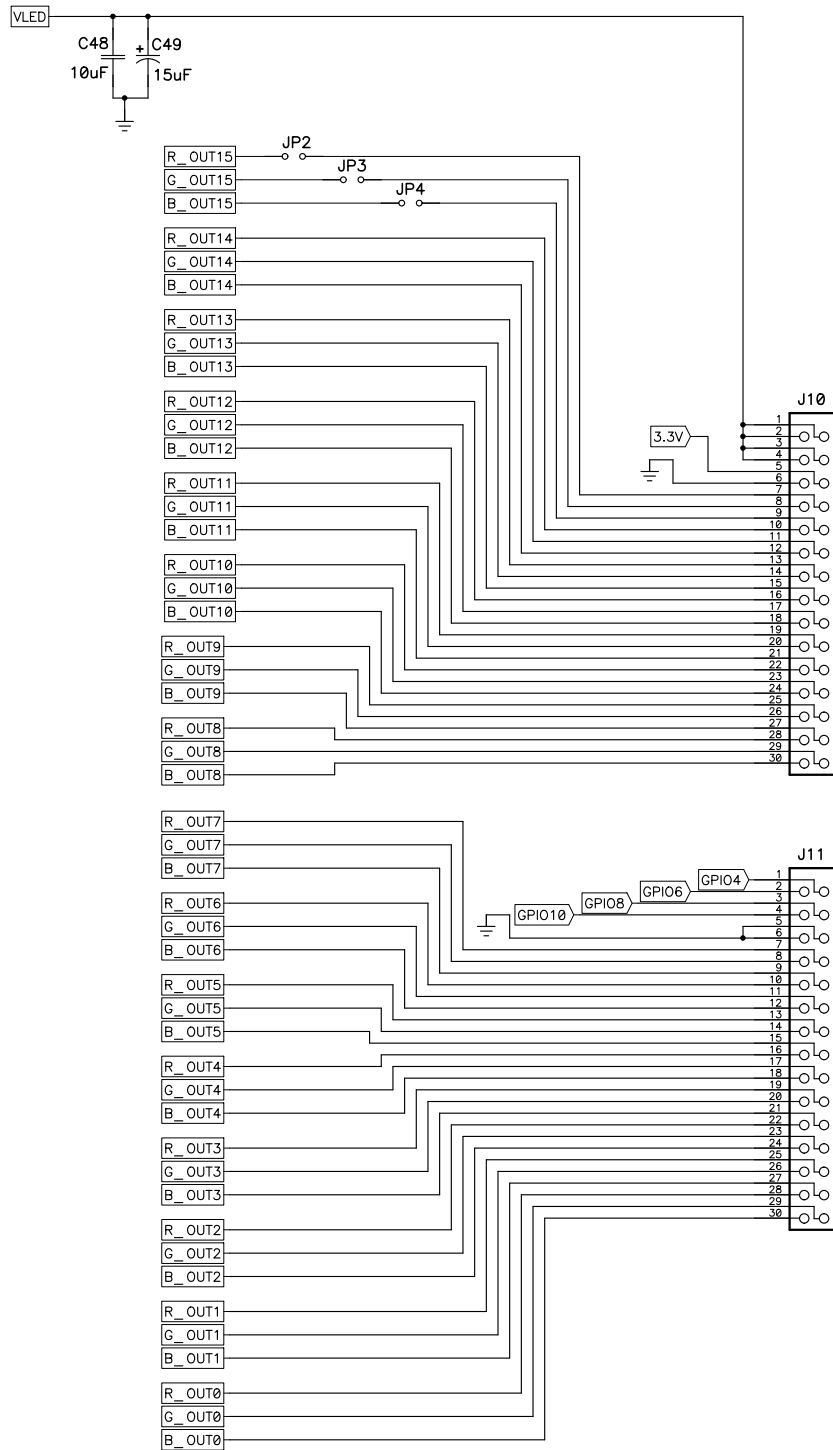 VLED
C48
10uF
+ C49
15uF
R_OUT15
JP2
G_OUT15
JP3
B_OUT15
JP4
R_OUT14
G_OUT14
B_OUT14
R_OUT13
G_OUT13
B_OUT13
R_OUT12
G_OUT12
B_OUT12
R_OUT11
G_OUT11
B_OUT11
R_OUT10
G_OUT10
B_OUT10
R_OUT9
G_OUT9
B_OUT9
R_OUT8
G_OUT8
B_OUT8
3.3V
J10
1
2
3
4
5
6
7
8
9
10
11
12
13
14
15
16
17
18
19
20
21
22
23
24
25
26
27
28
29
30
R_OUT7
G_OUT7
B_OUT7
R_OUT6
G_OUT6
B_OUT6
R_OUT5
G_OUT5
B_OUT5
R_OUT4
G_OUT4
B_OUT4
R_OUT3
G_OUT3
B_OUT3
R_OUT2
G_OUT2
B_OUT2
R_OUT1
G_OUT1
B_OUT1
R_OUT0
G_OUT0
B_OUT0
GPIO4
GPIO6
GPIO8
GPIO10
J11
1
2
3
4
5
6
7
8
9
10
11
12
13
14
15
16
17
18
19
20
21
22
23
24
25
26
27
28
29
30